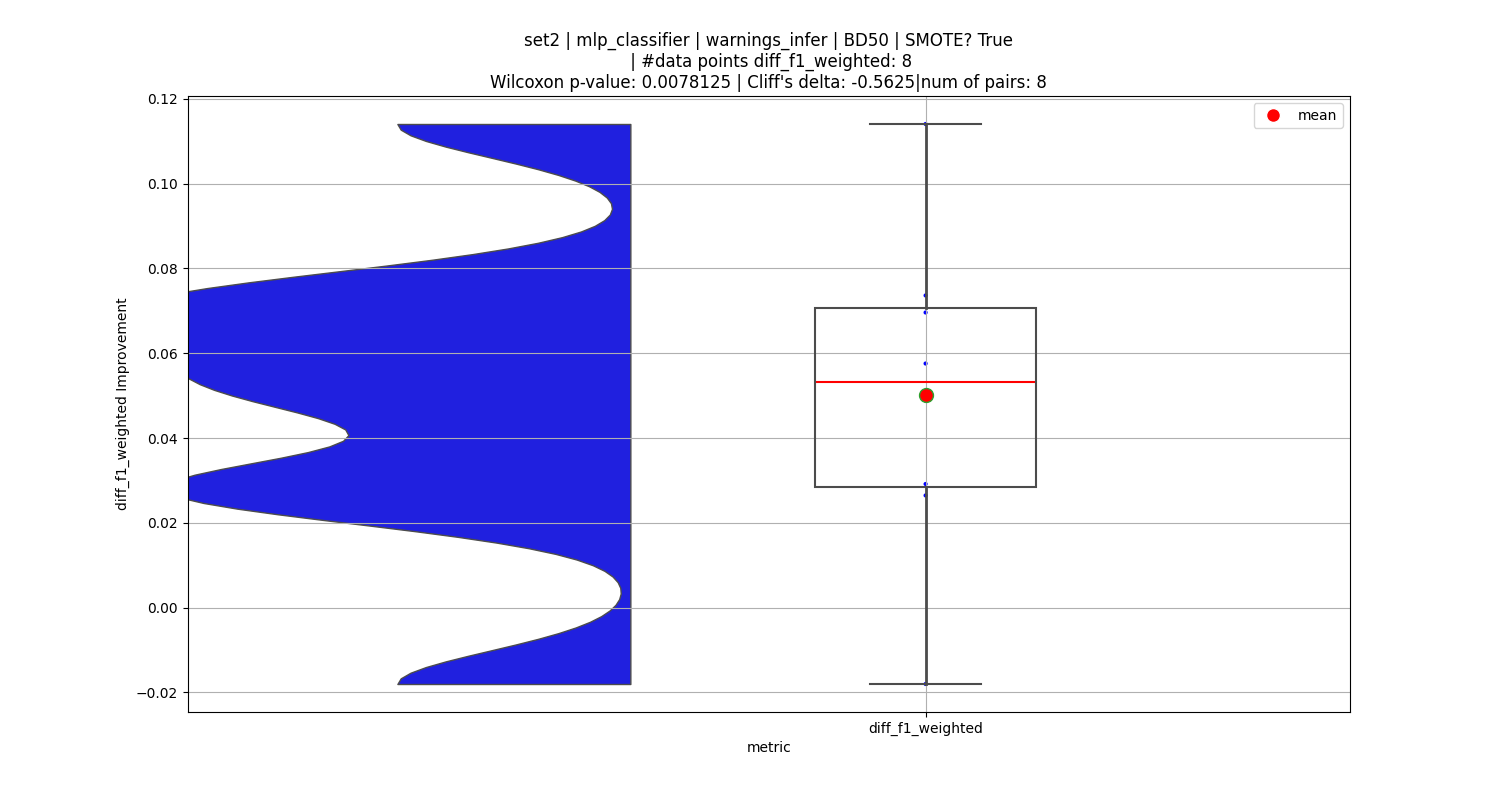 set2 | mlp_classifier | warnings_infer | BD50 | SMOTE? True
| #data points diff_f1_weighted: 8
Wilcoxon p-value: 0.0078125 | Cliff's delta: -0.5625|num of pairs: 8
mean
0.12
0.10
0.08
0.06
0.04
0.02
0.00
−0.02
diff_f1_weighted Improvement
diff_f1_weighted
metric